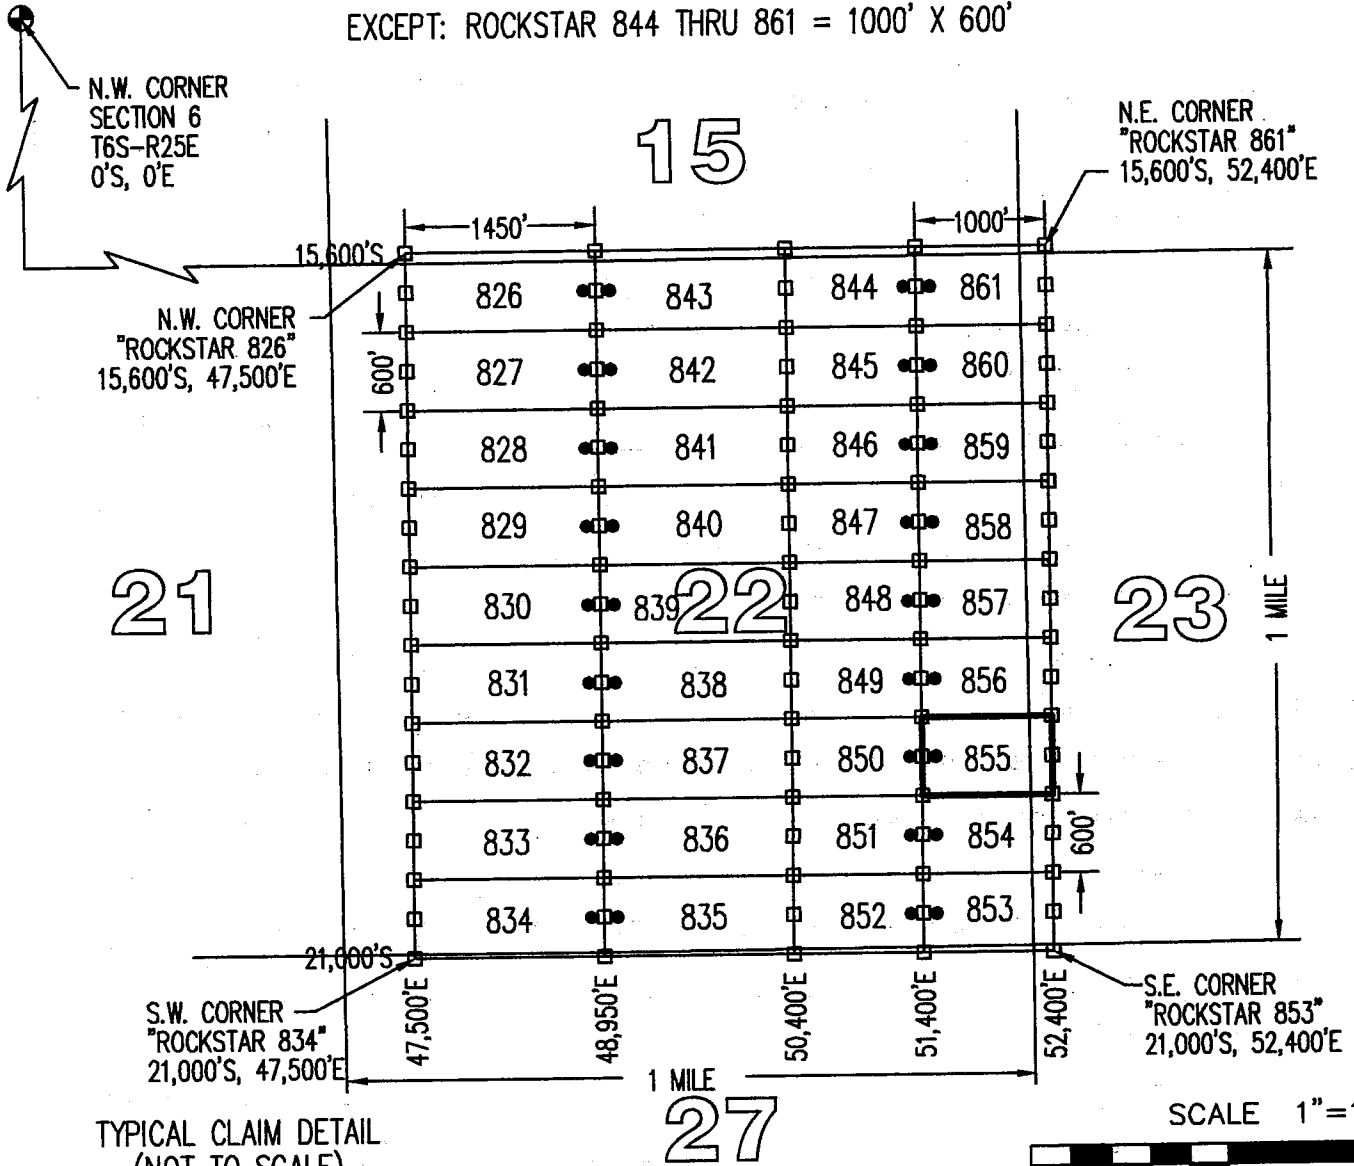 EXCEPT: ROCKSTAR 844 THRU 861 = 1000' X 600'
N.W. CORNER
SECTION 6
T6S-R25E
0'S, 0'E
15
N.E. CORNER
"ROCKSTAR 861"
15,600'S, 52,400'E
1450'
1000'
15,600'S
N.W. CORNER
"ROCKSTAR 826"
15,600'S, 47,500'E
600'
826 843 844 861
827 842 845 860
828 841 846 859
829 840 847 858
830 839 848 857
831 838 849 856
832 837 850 855
833 836 851 854
834 835 852 853
21
22
23
1 MILE
600'
21,000'S
S.W. CORNER
"ROCKSTAR 834"
21,000'S, 47,500'E
47,500'E
48,950'E
50,400'E
51,400'E
52,400'E
S.E. CORNER
"ROCKSTAR 853"
21,000'S, 52,400'E
1 MILE
27
TYPICAL CLAIM DETAIL
(NOT TO SCALE)
SCALE 1"=